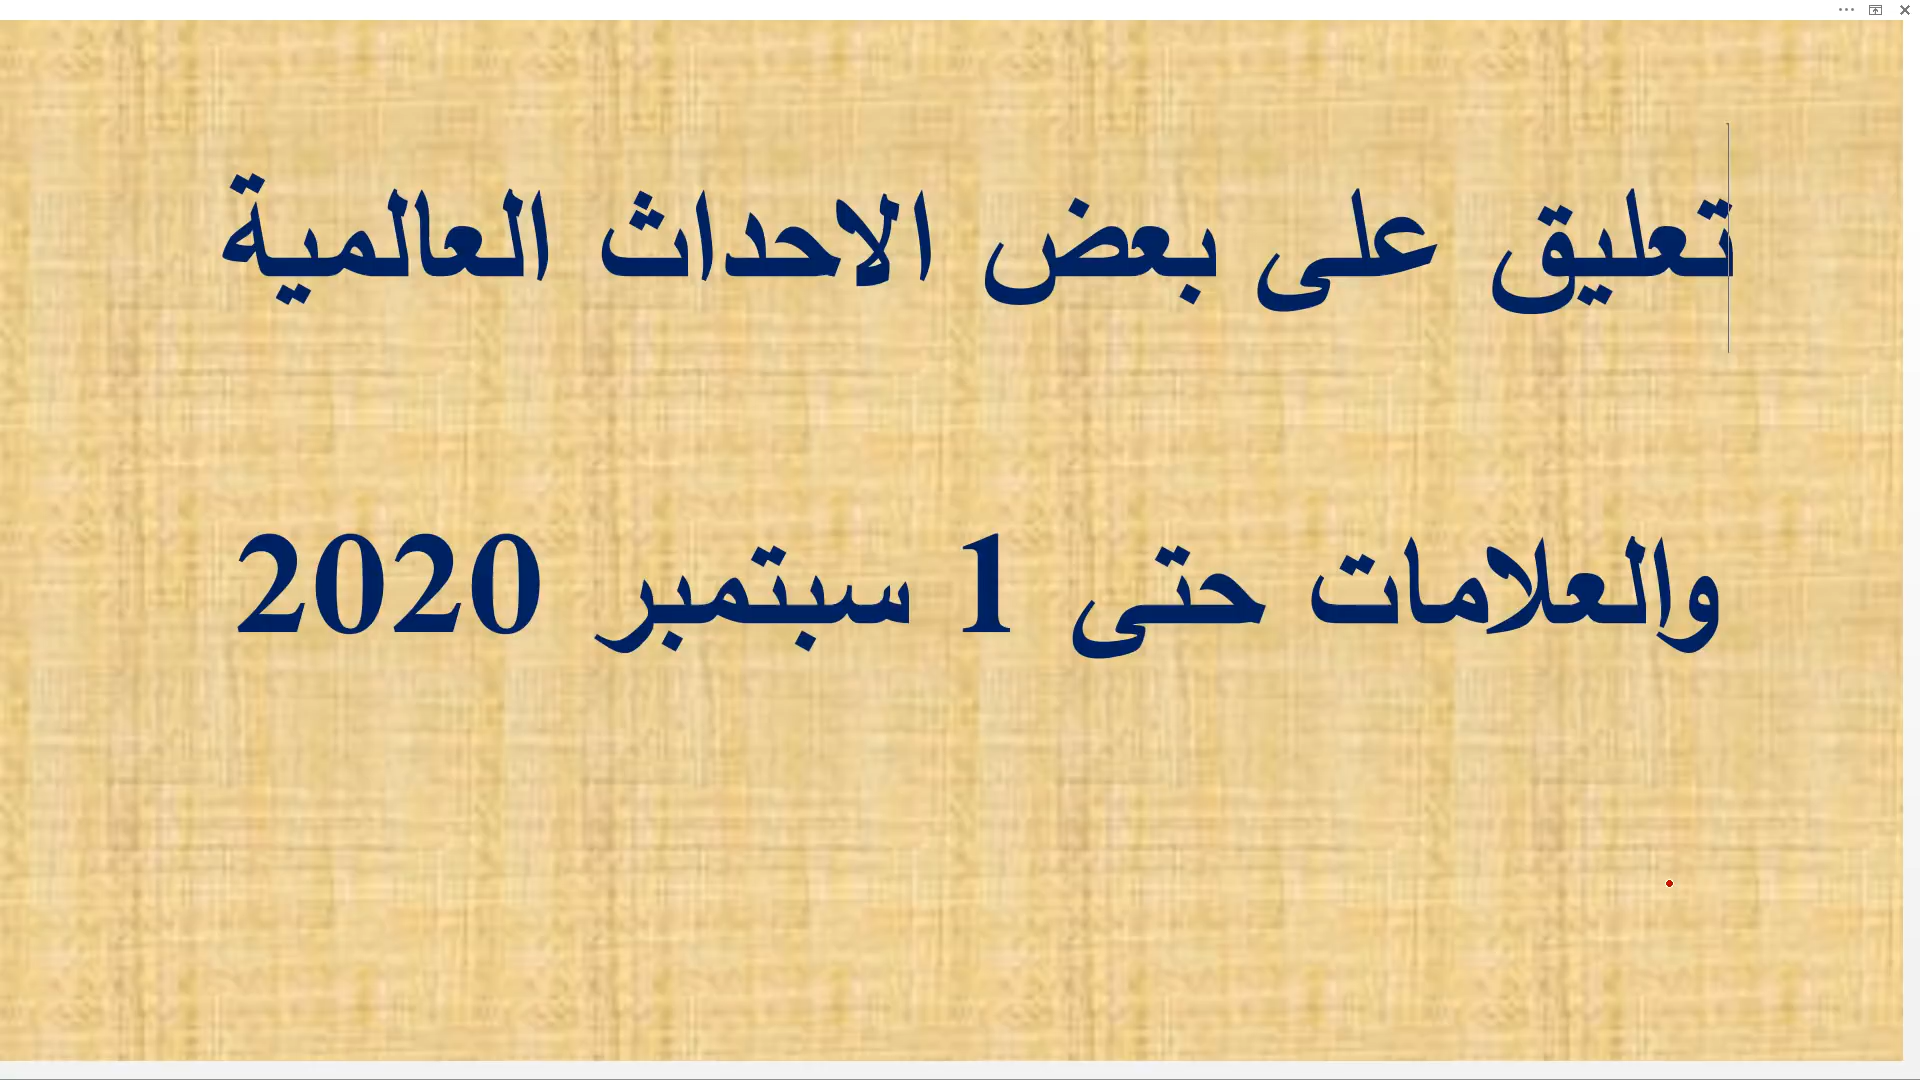 تعليق على بعض الاحداث العالمية
والعلامات حتى 1 سبتمبر 2020